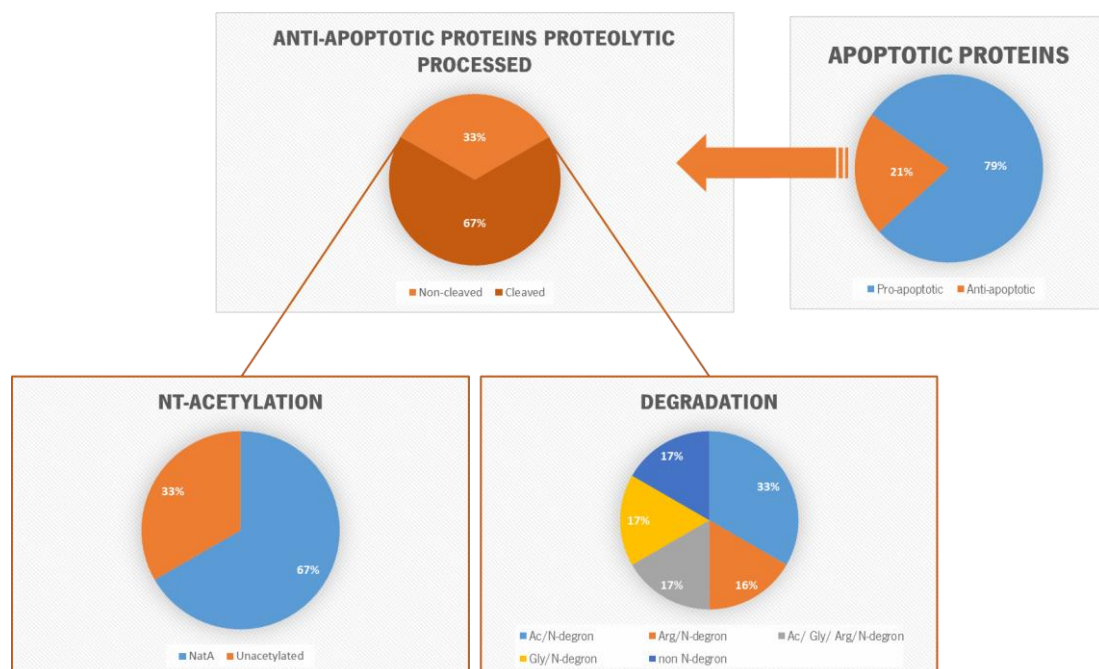 ANTI-APOPTOTIC PROTEINS PROTEOLYTIC
PROCESSED
33%
67%
Non-cleaved Cleaved
APOPTOTIC PROTEINS
79%
21%
Pro-apoptotic Anti-apoptotic
NT-ACETYLATION
33%
67%
NatA Unacetylated
DEGRADATION
17%
33%
17%
17%
16%
Ac/N-degron Arg/N-degron Ac/ Gly/ Arg/N-degron
Gly/N-degron non N-degron